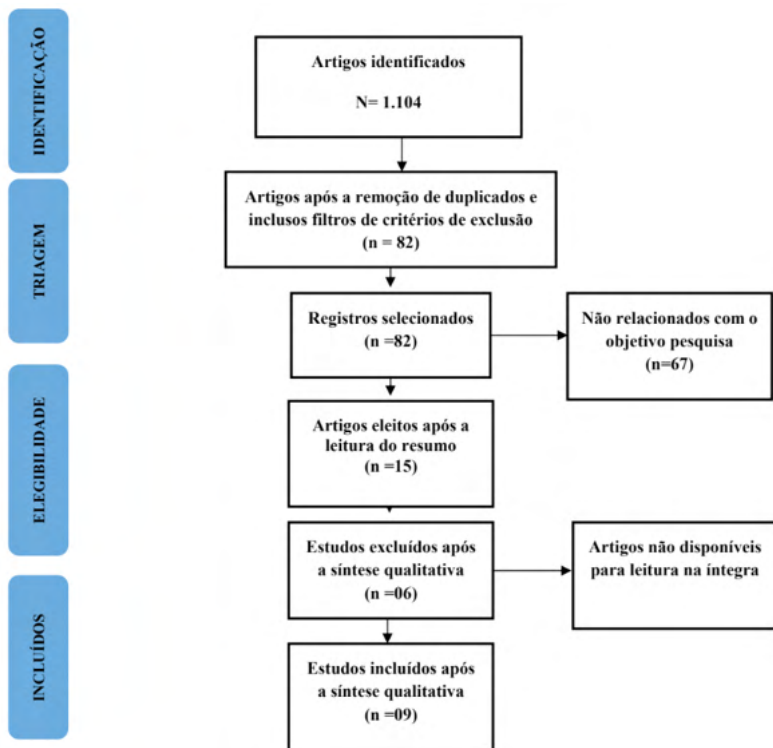 IDENTIFICAÇÃO
Artigos identificados
N= 1.104
TRIAGEM
Artigos após a remoção de duplicados e
inclusos filtros de critérios de exclusão
(n = 82)
Registros selecionados
(n =82)
Não relacionados com o
objetivo pesquisa
(n=67)
ELEGIBILIDADE
Artigos eleitos após a
leitura do resumo
(n =15)
Estudos excluídos após
a síntese qualitativa
(n =06)
Artigos não disponíveis
para leitura na íntegra
INCLUÍDOS
Estudos incluídos após
a síntese qualitativa
(n =09)